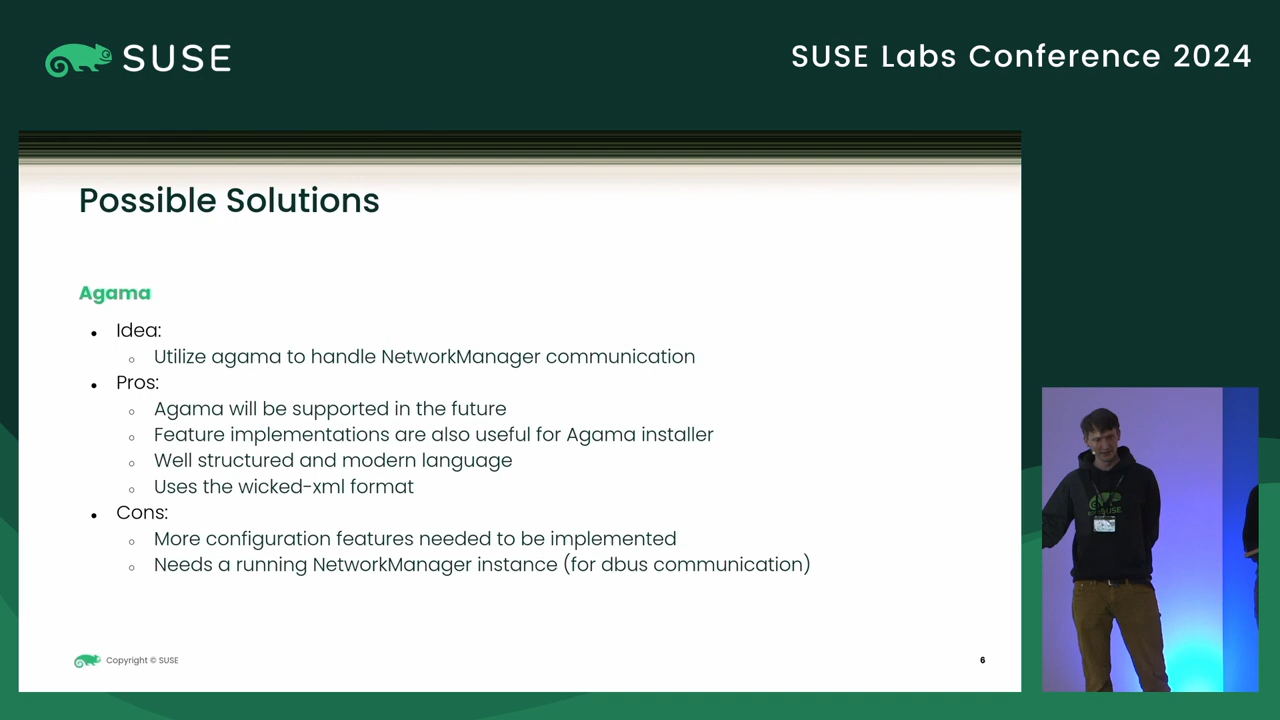 SUSE
SUSE Labs Conference 2024
Possible Solutions
Agama
• Idea:
○ Utilize agama to handle NetworkManager communication
• Pros:
○ Agama will be supported in the future
○ Feature implementations are also useful for Agama installer
○ Well structured and modern language
○ Uses the wicked-xml format
• Cons:
○ More configuration features needed to be implemented
○ Needs a running NetworkManager instance (for dbus communication)
Copyright © SUSE
6
SUSE